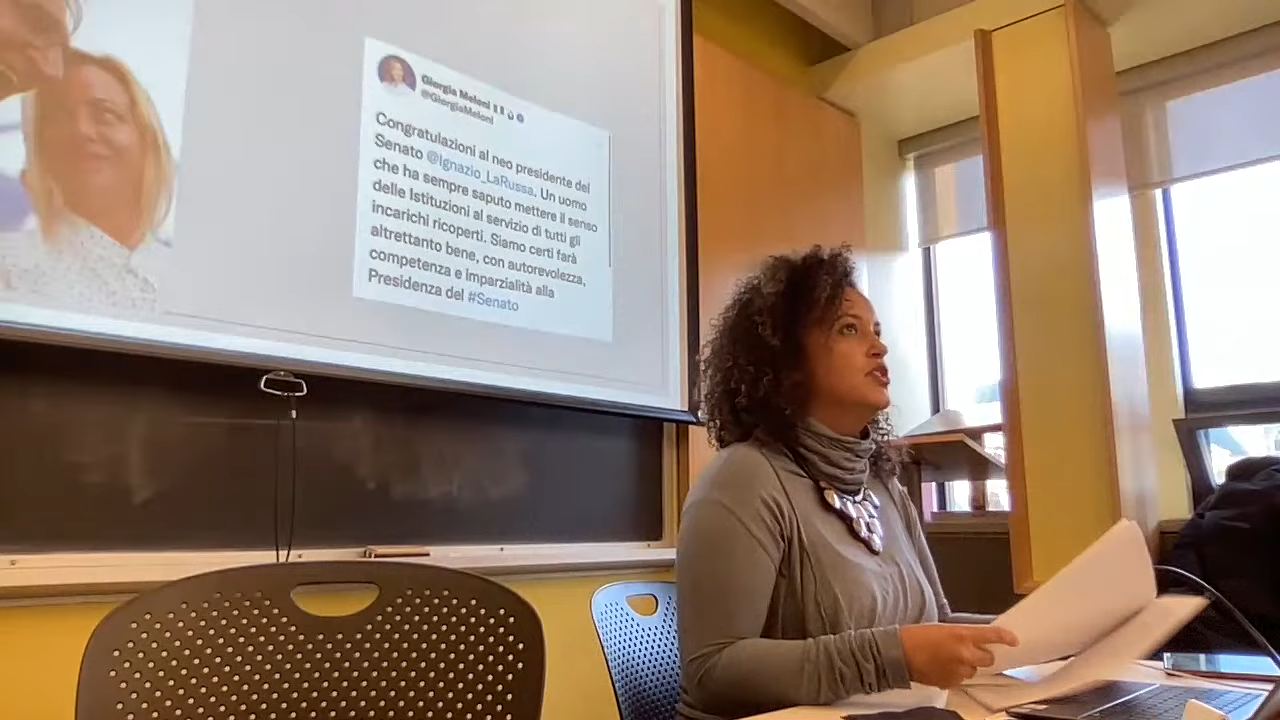 Giorgia Meloni
@GiorgiaMeloni
Congratulazioni al neo presidente del
Senato @Ignazio_LaRussa. Un uomo
che ha sempre saputo mettere il senso
delle Istituzioni al servizio di tutti gli
incarichi ricoperti. Siamo certi farà
altrettanto bene, con autorevolezza,
competenza e imparzialità alla
Presidenza del #Senato